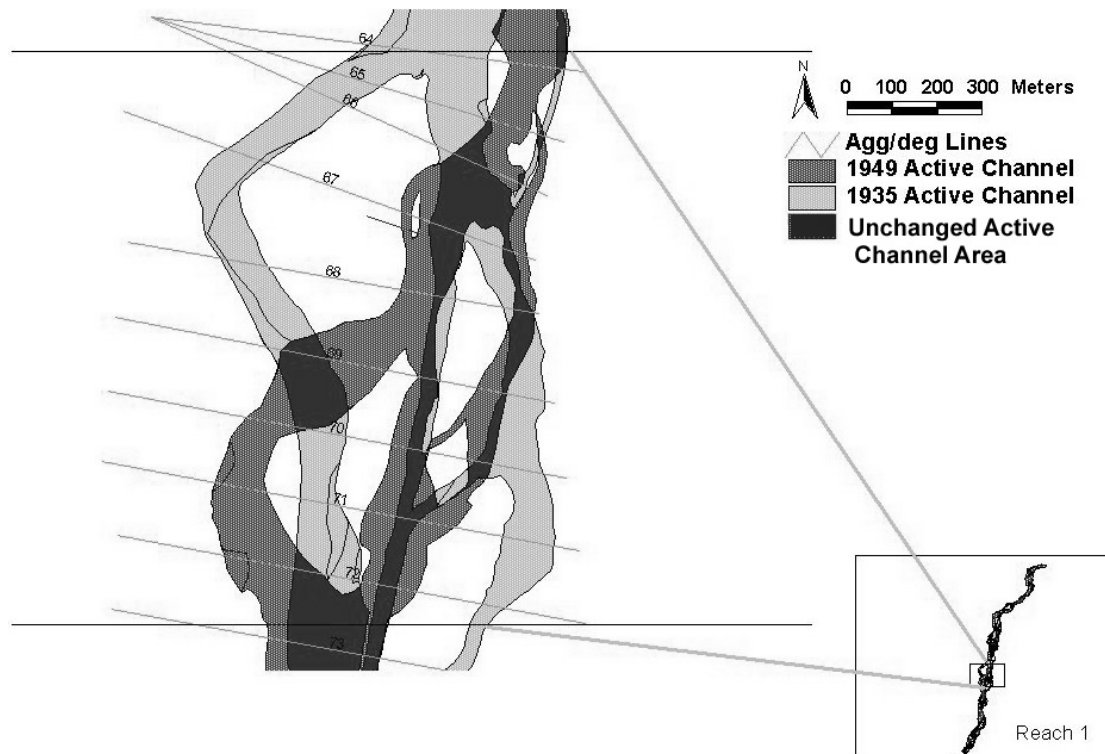 64
65
66
67
68
69
70
71
72
73
N
0 100 200 300 Meters
Agg/deg Lines
1949 Active Channel
1935 Active Channel
Unchanged Active
Channel Area
Reach 1